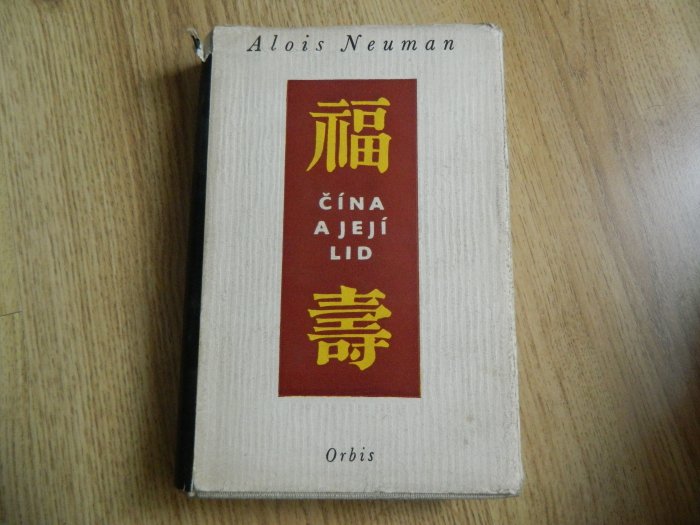 Alois Neuman
福
ČÍNA
A JEJÍ
LID
壽
Orbis